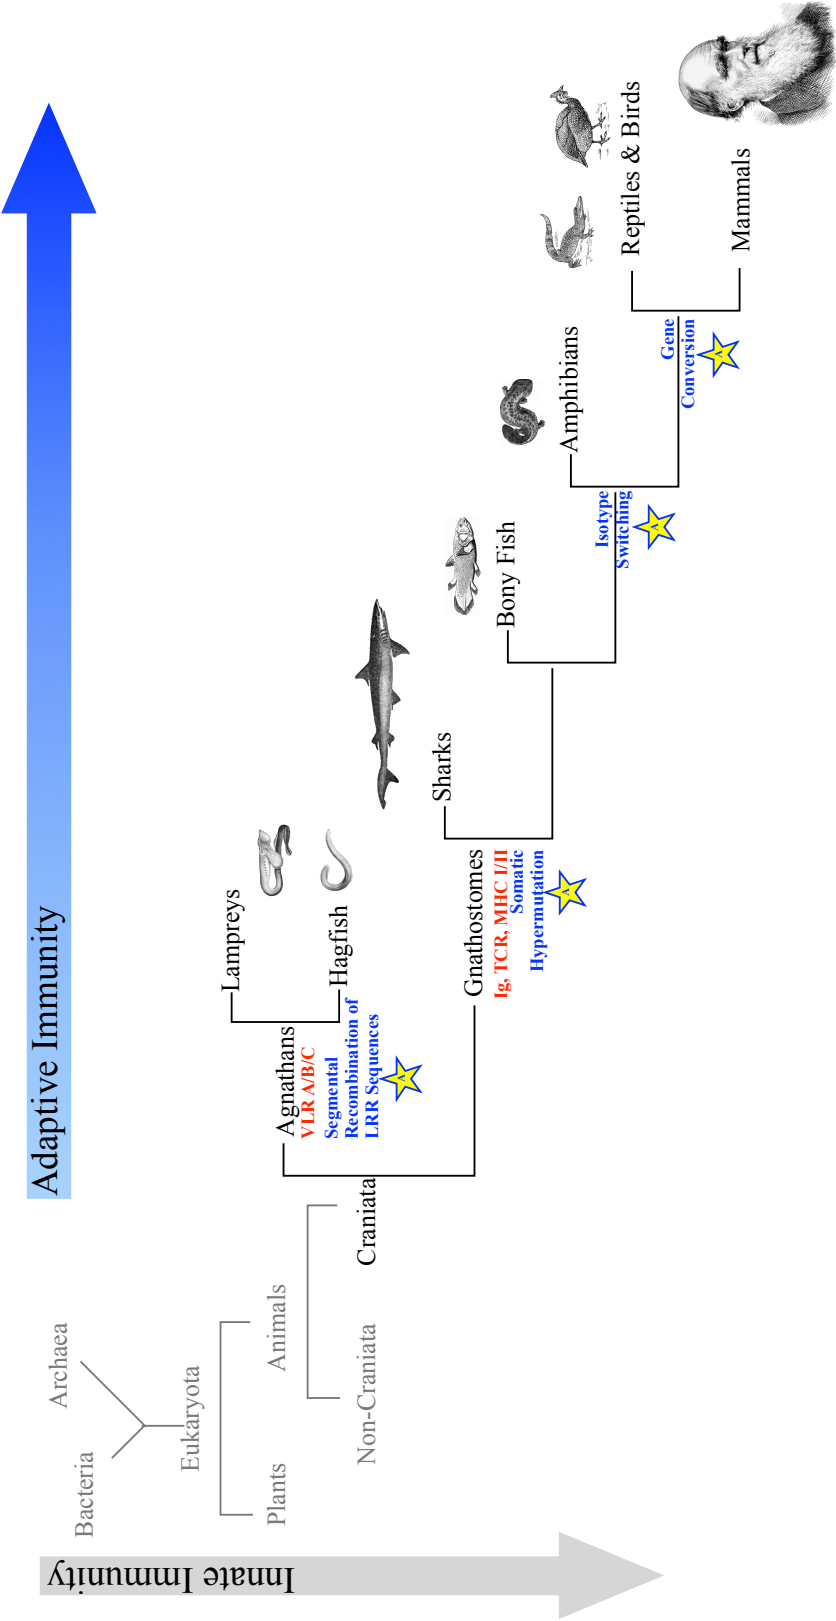 Adaptive Immunity
Innate Immunity
Bacteria
Archaea
Eukaryota
Plants
Animals
Non-Craniata
Craniata
Agnathans
VLR A/B/C
Segmental
Recombination of
LRR Sequences
A
Lampreys
Hagfish
Gnathostomes
Ig, TCR, MHC I/II
Somatic
Hypermutation
A
Sharks
Bony Fish
Isotype
Switching
A
Amphibians
Gene
Conversion
A
Reptiles & Birds
Mammals